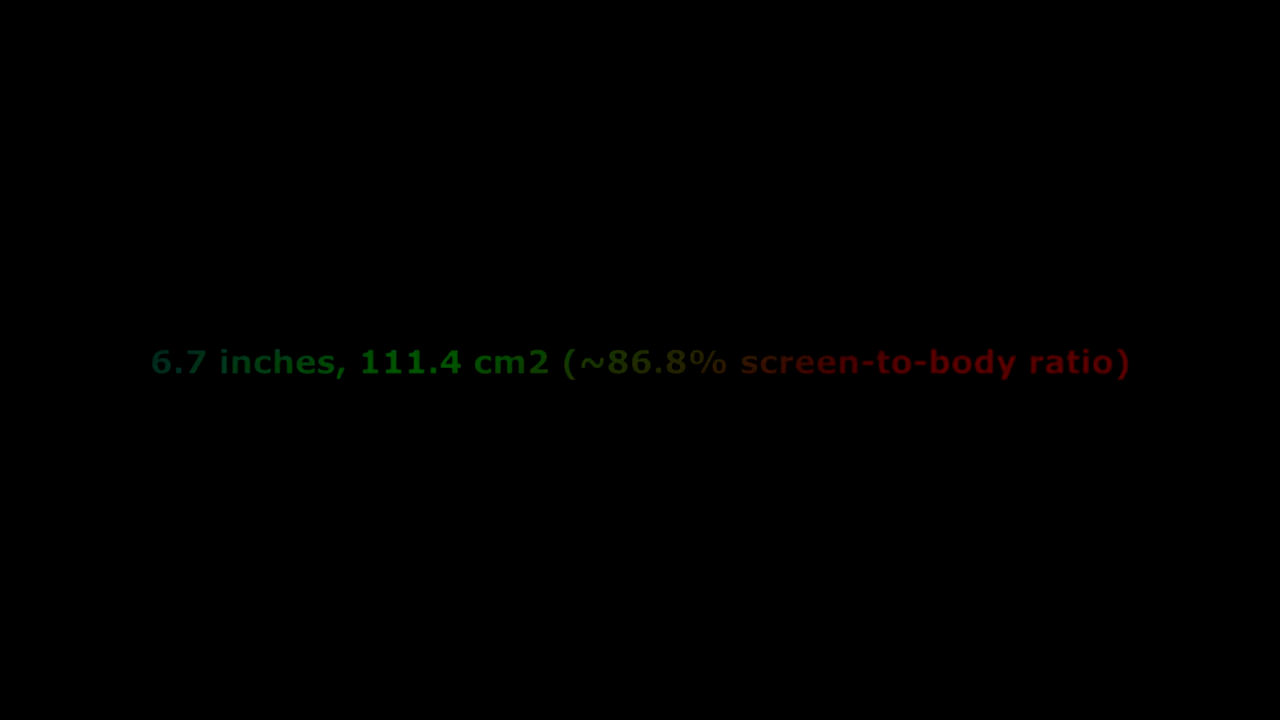 6.7 inches, 111.4 cm2 (~86.8% screen-to-body ratio)